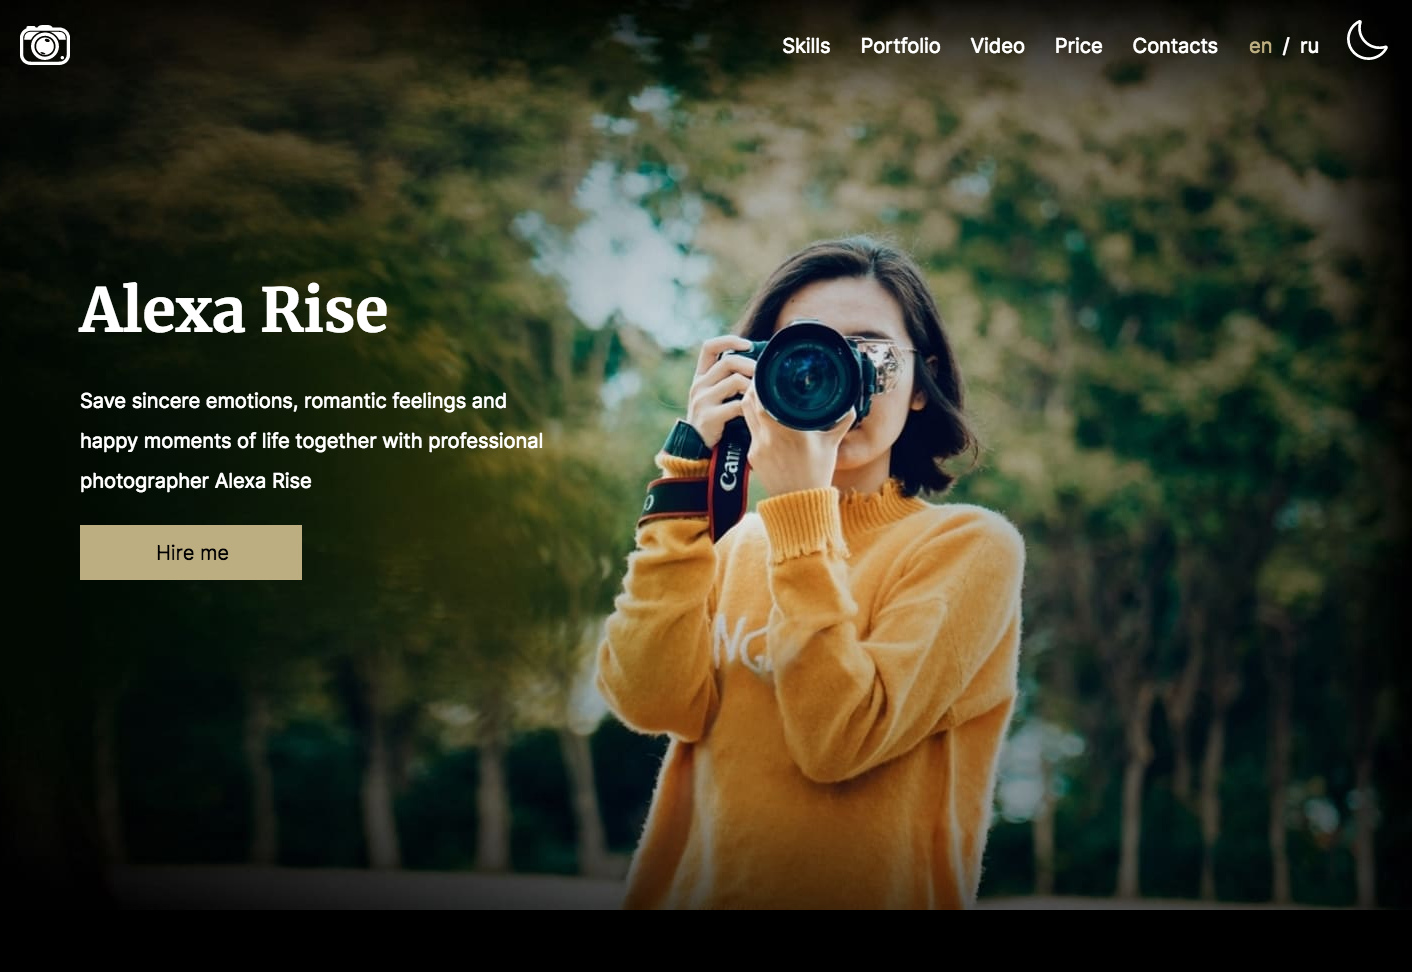 Skills Portfolio Video Price Contacts en / ru
Alexa Rise
Save sincere emotions, romantic feelings and
happy moments of life together with professional
photographer Alexa Rise
Hire me